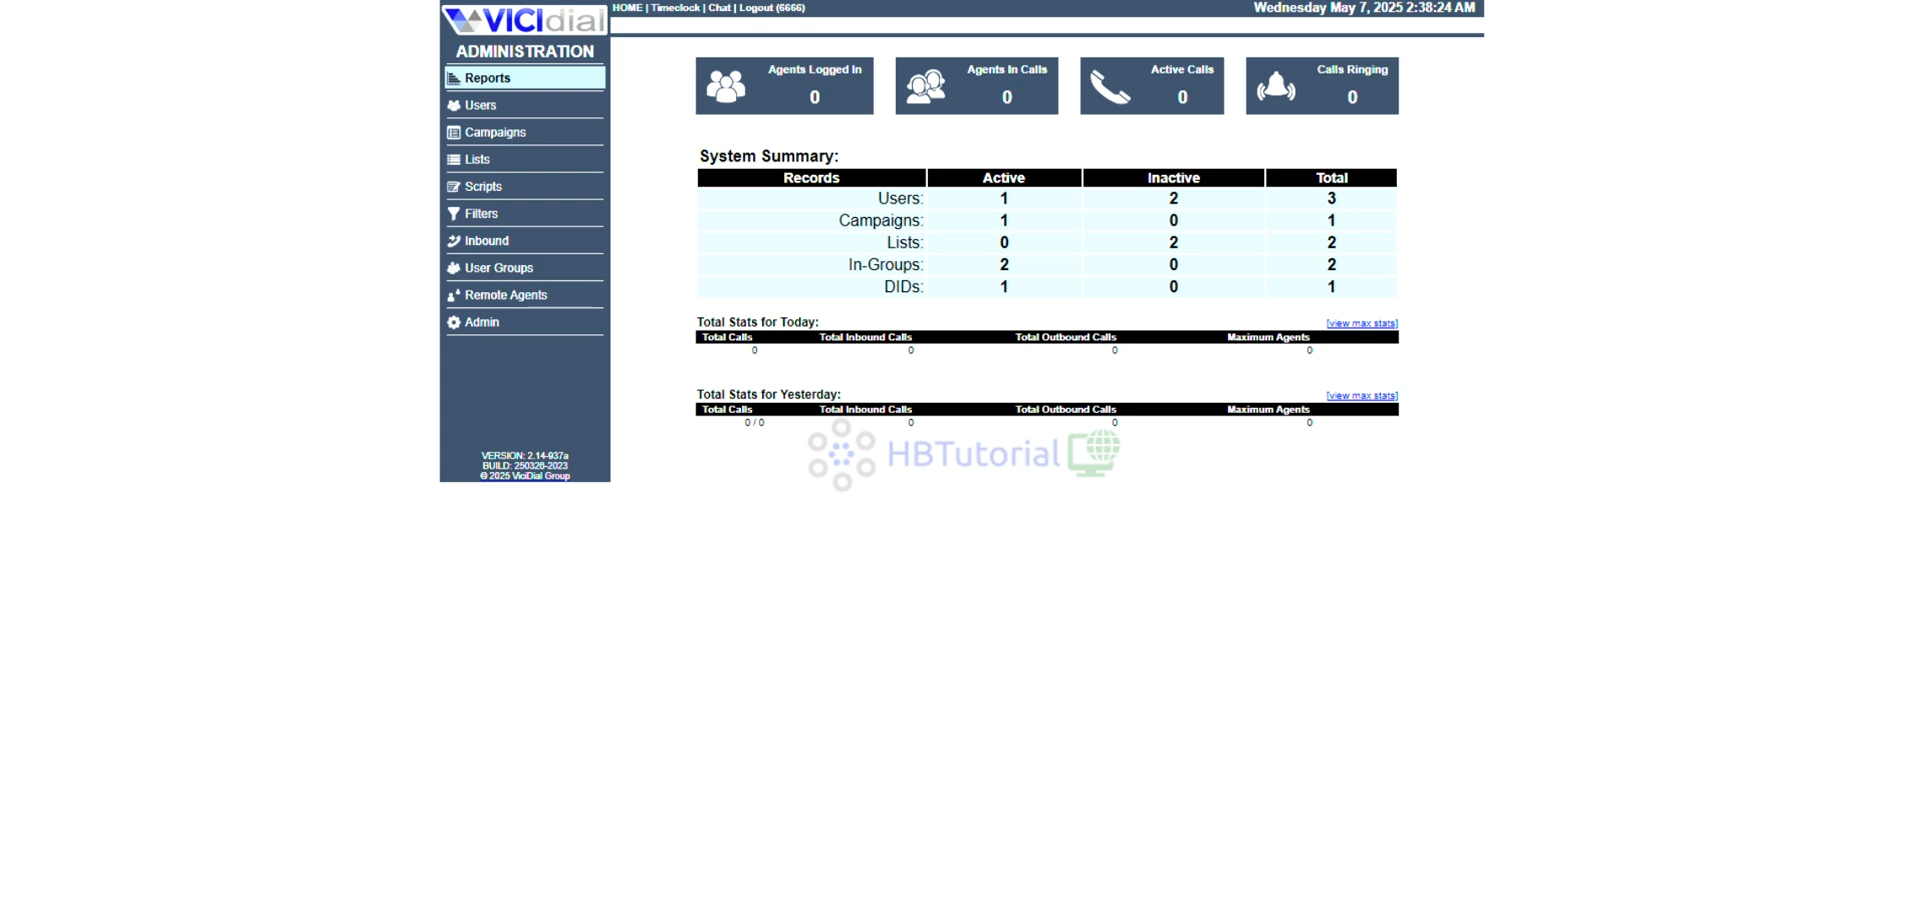 VICIdial
HOME | Timeclock | Chat | Logout (6666)
Wednesday May 7, 2025 2:38:24 AM
ADMINISTRATION
Reports
Users
Campaigns
Lists
Scripts
Filters
Inbound
User Groups
Remote Agents
Admin
VERSION: 2.14-937a
BUILD: 250326-2023
© 2025 ViciDial Group
Agents Logged In
0
Agents In Calls
0
Active Calls
0
Calls Ringing
0
System Summary:
Records Active Inactive Total
Users: 1 2 3
Campaigns: 1 0 1
Lists: 0 2 2
In-Groups: 2 0 2
DIDs: 1 0 1
Total Stats for Today: [view max stats]
Total Calls Total Inbound Calls Total Outbound Calls Maximum Agents
0 0 0 0
Total Stats for Yesterday: [view max stats]
Total Calls Total Inbound Calls Total Outbound Calls Maximum Agents
0 / 0 0 0 0
HBTutorial